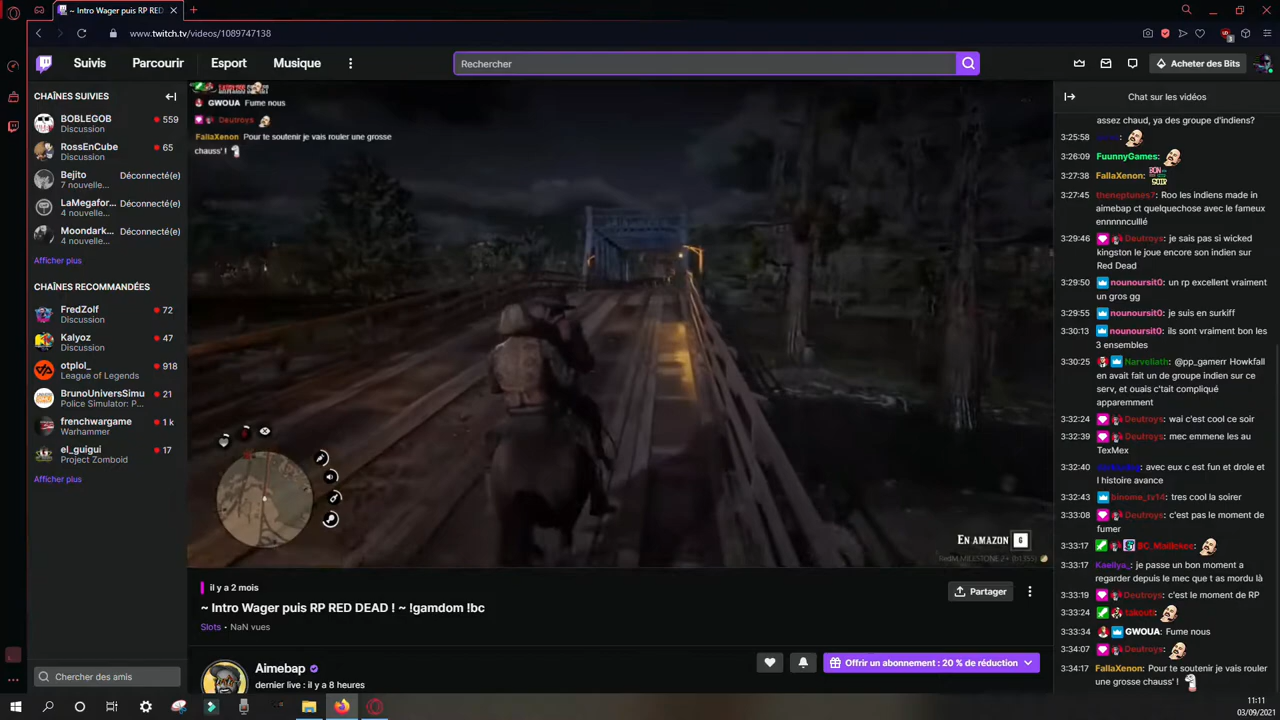 ~ Intro Wager puis RP RED
www.twitch.tv/videos/1089747138
3
Suivis
Parcourir
Esport
Musique
Rechercher
Acheter des Bits
CHAÎNES SUIVIES
BOBLEGOB
559
Discussion
RossEnCube
65
Discussion
Bejito
Déconnecté(e)
7 nouvelle...
LaMegafor...
Déconnecté(e)
4 nouvelle...
Moondark...
Déconnecté(e)
4 nouvelle...
Afficher plus
CHAÎNES RECOMMANDÉES
FredZolf
72
Discussion
Kalyoz
47
Discussion
otplol_
918
League of Legends
BrunoUniversSimu
21
Police Simulator: P...
frenchwargame
1 k
Warhammer
el_guigui
17
Project Zomboid
Afficher plus
Chercher des amis
GWOUA Fume nous
Deutroys
FallaXenon Pour te soutenir je vais rouler une grosse
chauss' !
EN AMAZON G
il y a 2 mois
~ Intro Wager puis RP RED DEAD ! ~ !gamdom !bc
Slots • NaN vues
Partager
Aimebap
dernier live : il y a 8 heures
Offrir un abonnement : 20 % de réduction
Chat sur les vidéos
assez chaud, ya des groupe d'indiens?
3:25:58
3:26:09 FuunnyGames:
3:27:38 FallaXenon:
3:27:45 theneptunes7: Roo les indiens made in
aimebap ct quelquechose avec le fameux
ennnnnculllé
3:29:46 Deutroys: je sais pas si wicked
kingston le joue encore son indien sur
Red Dead
3:29:50 nounoursit0: un rp excellent vraiment
un gros gg
3:29:55 nounoursit0: je suis en surkiff
3:30:13 nounoursit0: ils sont vraiment bon les
3 ensembles
3:30:25 Narveliath: @pp_gamerr Howkfall
en avait fait un de groupe indien sur ce
serv, et ouais c'tait compliqué
apparemment
3:32:24 Deutroys: wai c'est cool ce soir
3:32:39 Deutroys: mec emmene les au
TexMex
3:32:40 avec eux c est fun et drole et
l histoire avance
3:32:43 binome_tv14: tres cool la soirer
3:33:08 Deutroys: c'est pas le moment de
fumer
3:33:17
3:33:17 Kaellya_: je passe un bon moment a
regarder depuis le mec que t as mordu là
3:33:19 Deutroys: c'est le moment de RP
3:33:24 takoutt:
3:33:34 GWOUA: Fume nous
3:34:07 Deutroys:
3:34:17 FallaXenon: Pour te soutenir je vais rouler
une grosse chauss' !
11:11
03/09/2021